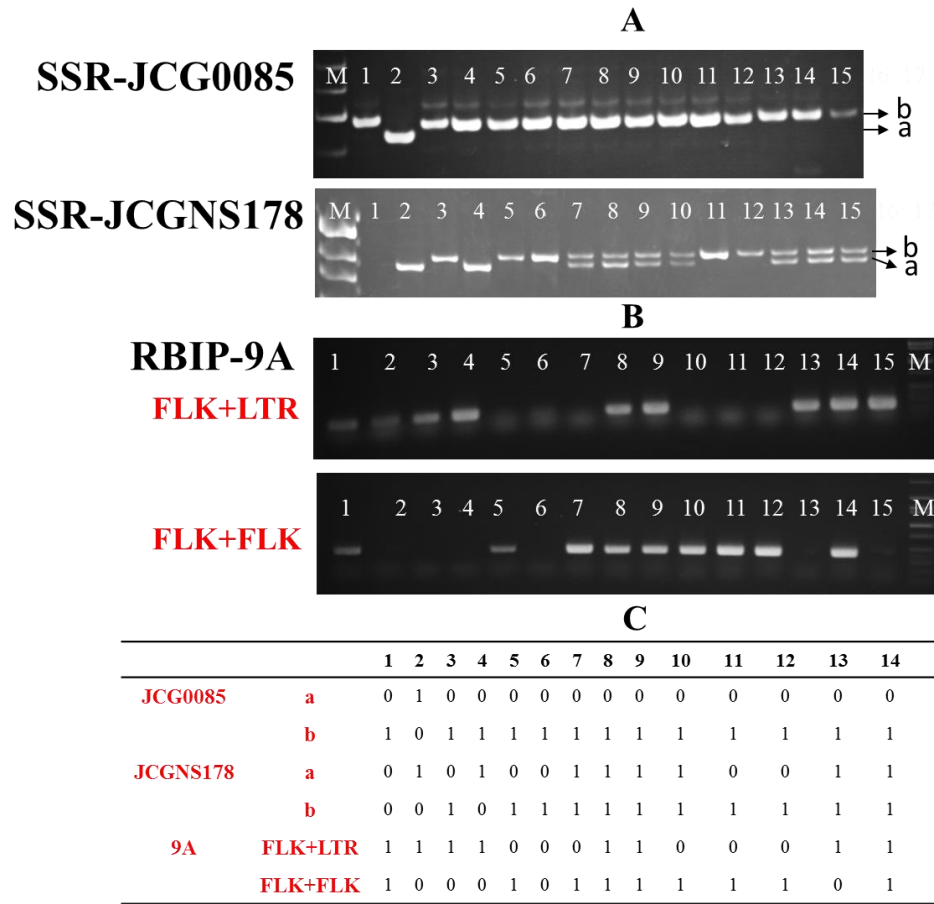 A
SSR-JCG0085
M 1 2 3 4 5 6 7 8 9 10 11 12 13 14 15 16 17
b
a
SSR-JCGNS178
M 1 2 3 4 5 6 7 8 9 10 11 12 13 14 15 16 17
b
a
B
RBIP-9A
1 2 3 4 5 6 7 8 9 10 11 12 13 14 15 M
FLK+LTR
1 2 3 4 5 6 7 8 9 10 11 12 13 14 15 M
FLK+FLK
C
1 2 3 4 5 6 7 8 9 10 11 12 13 14
JCG0085 a 0 1 0 0 0 0 0 0 0 0 0 0 0 0
b 1 0 1 1 1 1 1 1 1 1 1 1 1 1
JCGNS178 a 0 1 0 1 0 0 1 1 1 1 0 0 1 1
b 0 0 1 0 1 1 1 1 1 1 1 1 1 1
9A FLK+LTR 1 1 1 1 0 0 0 1 1 0 0 0 1 1
FLK+FLK 1 0 0 0 1 0 1 1 1 1 1 1 0 1